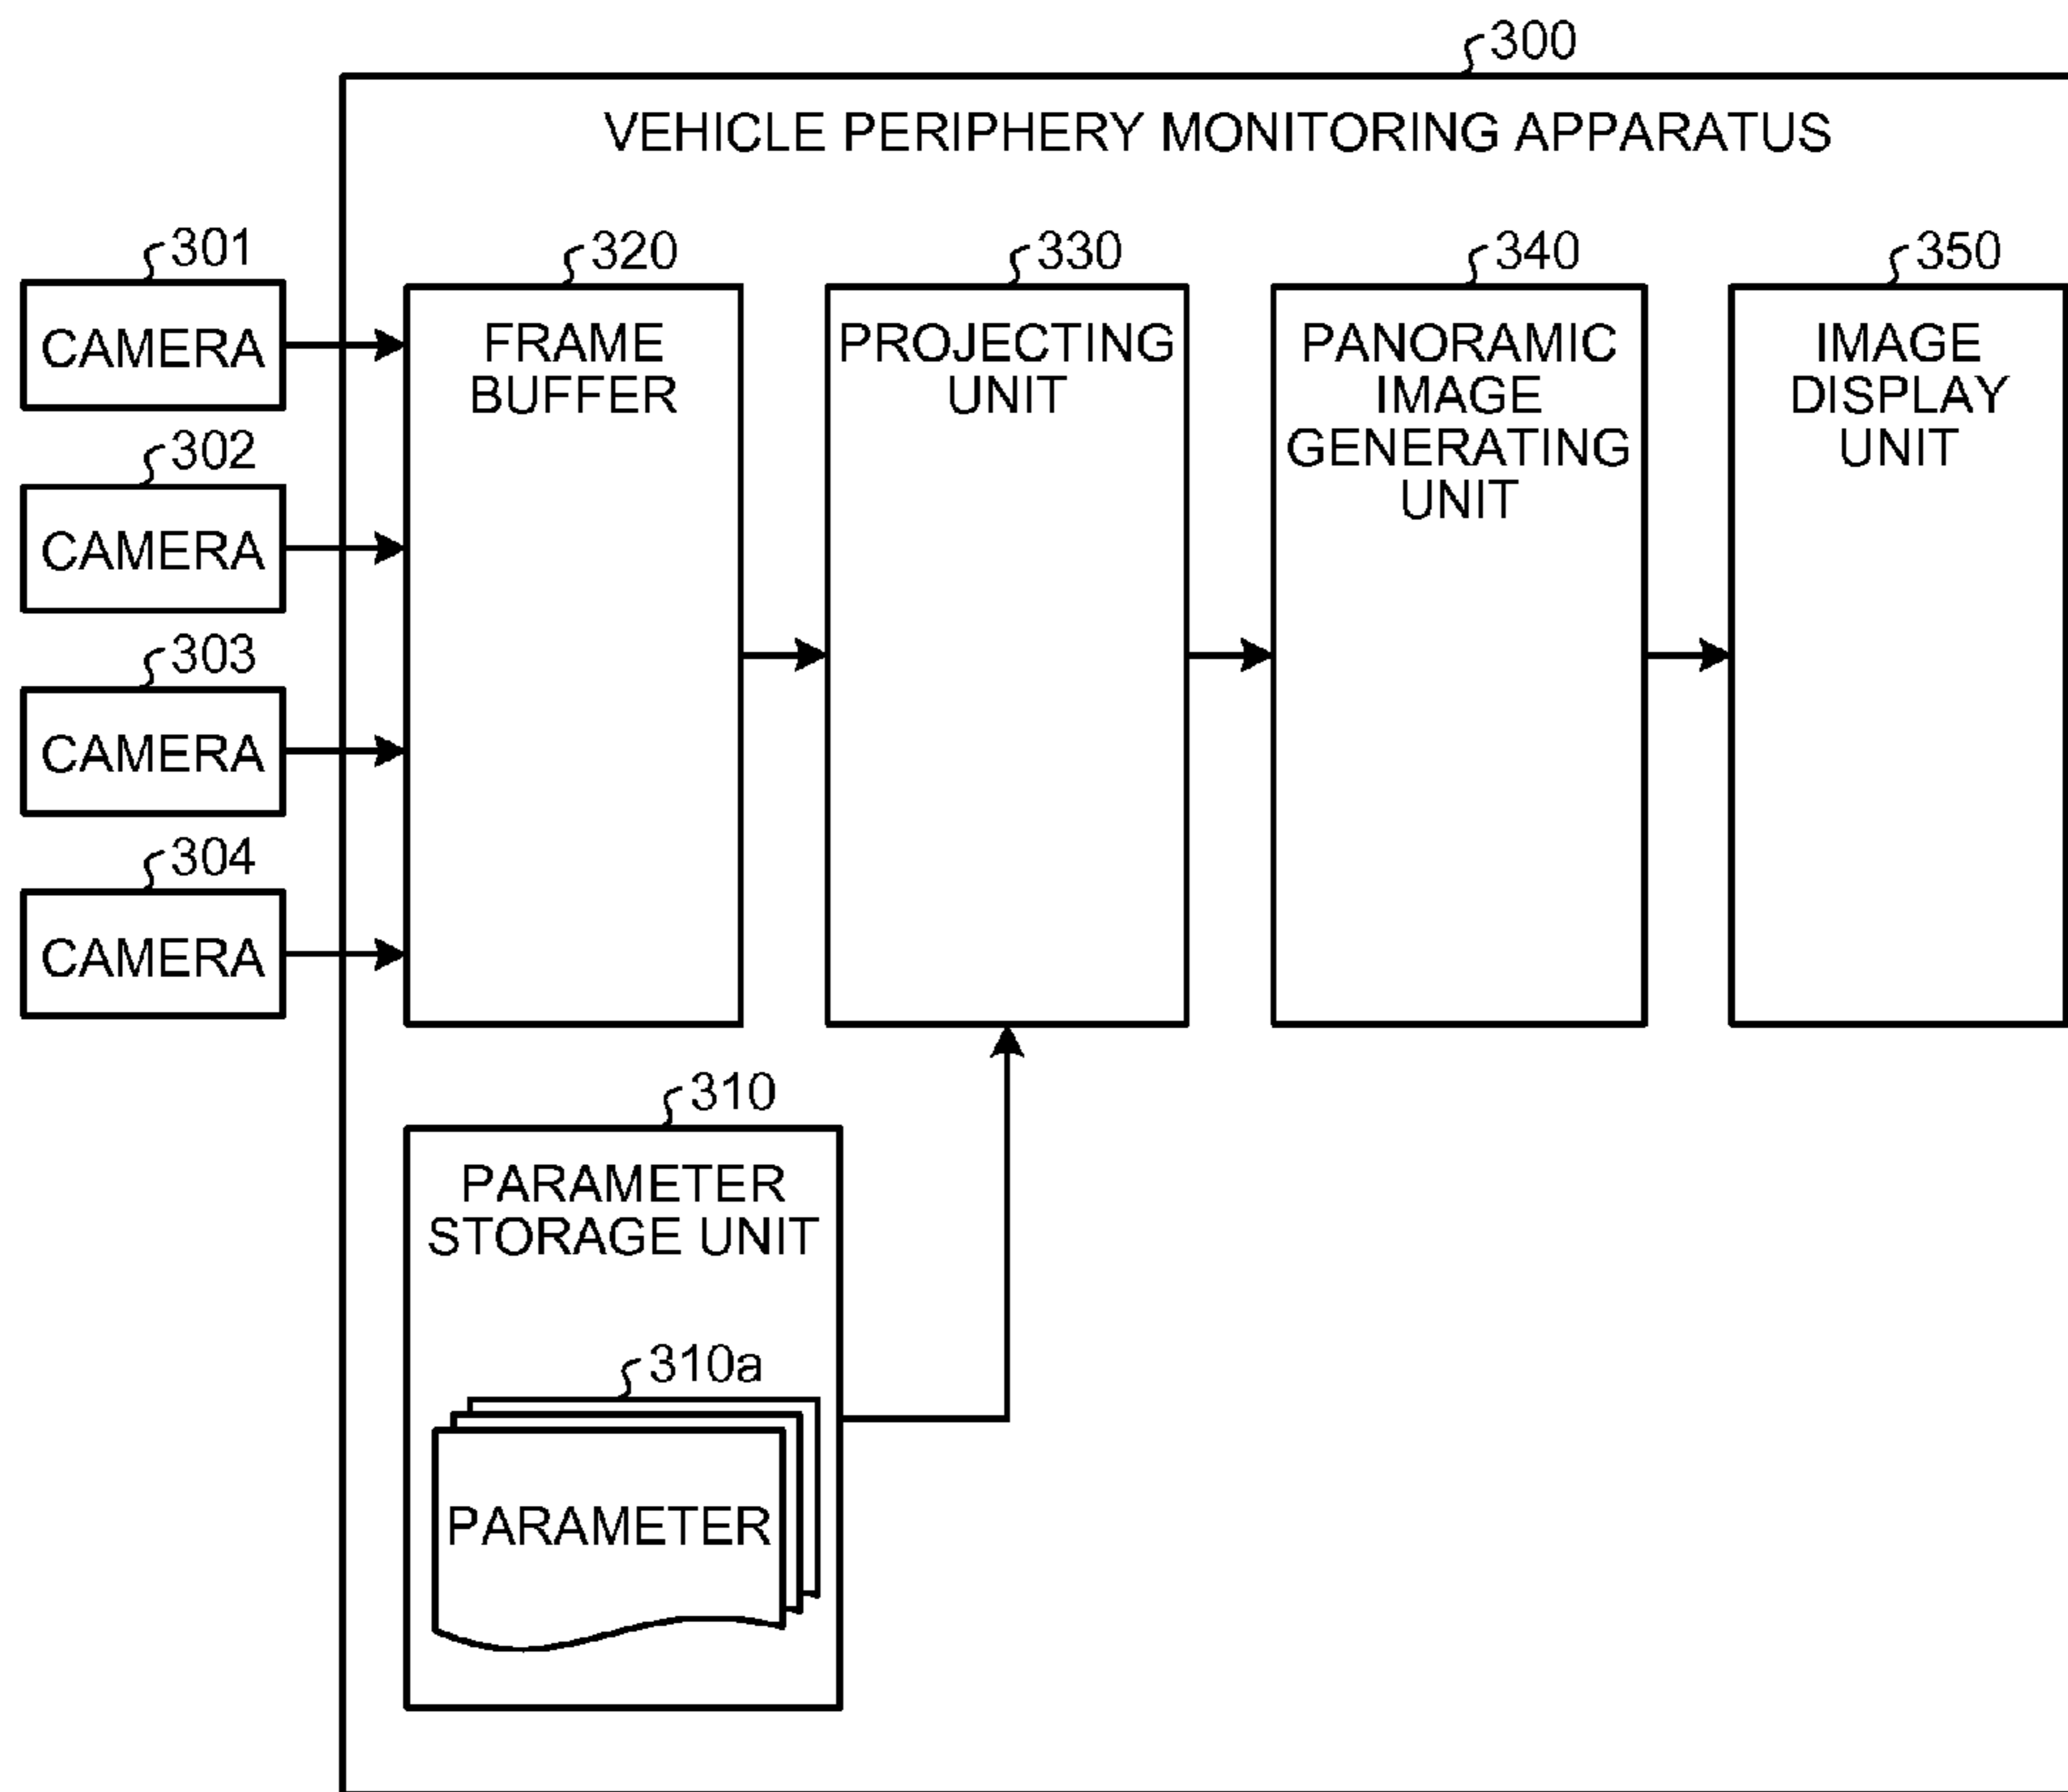 300
VEHICLE PERIPHERY MONITORING APPARATUS
301
CAMERA
302
CAMERA
303
CAMERA
304
CAMERA
320
FRAME
BUFFER
330
PROJECTING
UNIT
340
PANORAMIC
IMAGE
GENERATING
UNIT
350
IMAGE
DISPLAY
UNIT
310
PARAMETER
STORAGE UNIT
310a
PARAMETER